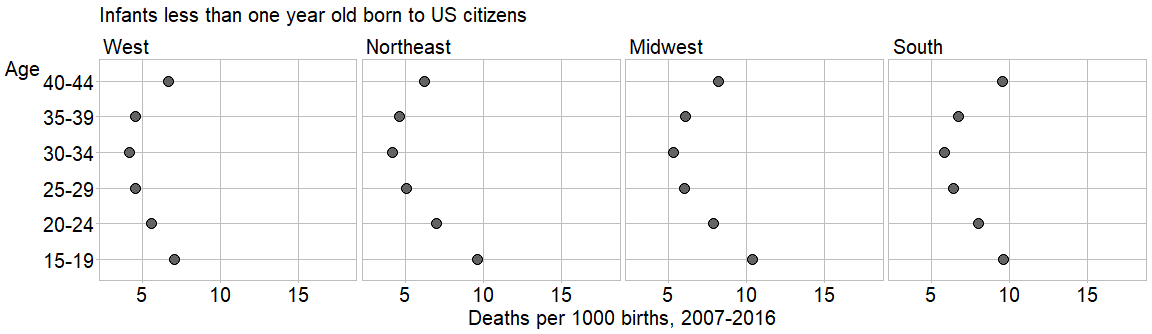 Infants less than one year old born to US citizens
West Northeast Midwest South
Age
40-44
35-39
30-34
25-29
20-24
15-19
5 10 15 5 10 15 5 10 15 5 10 15
Deaths per 1000 births, 2007-2016